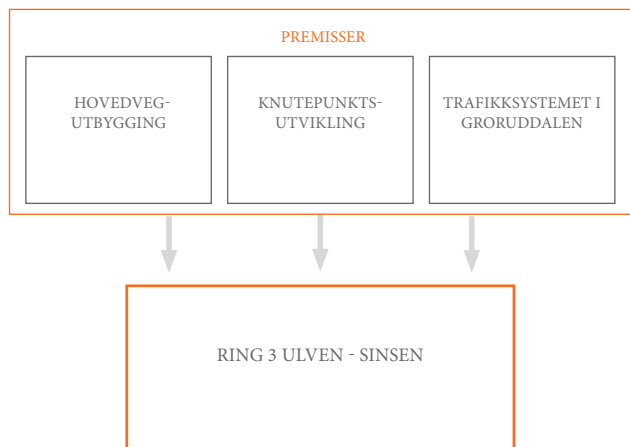 PREMISSER
HOVEDVEG-
UTBYGGING
KNUTEPUNKTS-
UTVIKLING
TRAFIKKSYSTEMET I
GRORUDDALEN
RING 3 ULVEN - SINSEN